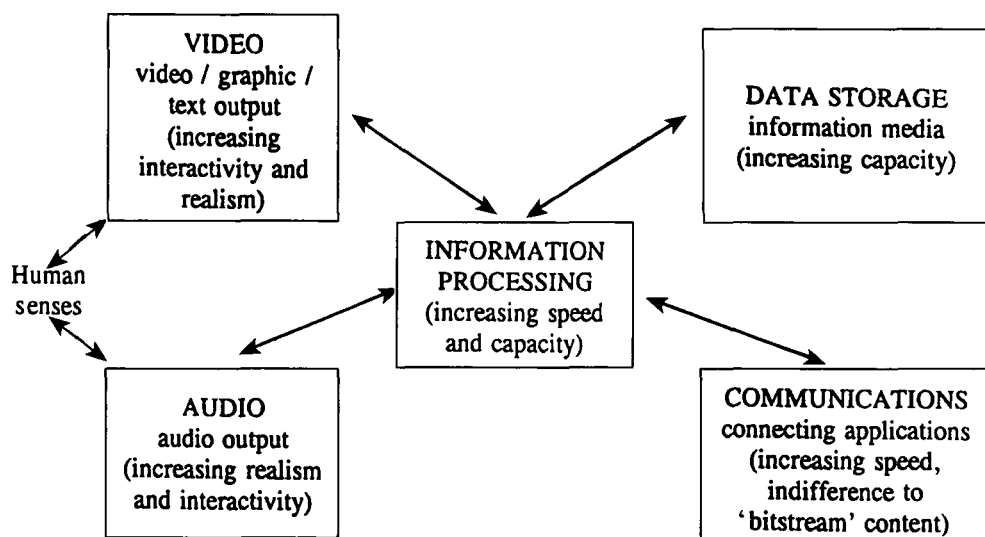 VIDEO
video / graphic /
text output
(increasing
interactivity and
realism)
DATA STORAGE
information media
(increasing capacity)
INFORMATION
PROCESSING
(increasing speed
and capacity)
Human
senses
AUDIO
audio output
(increasing realism
and interactivity)
COMMUNICATIONS
connecting applications
(increasing speed,
indifference to
‘bitstream’ content)